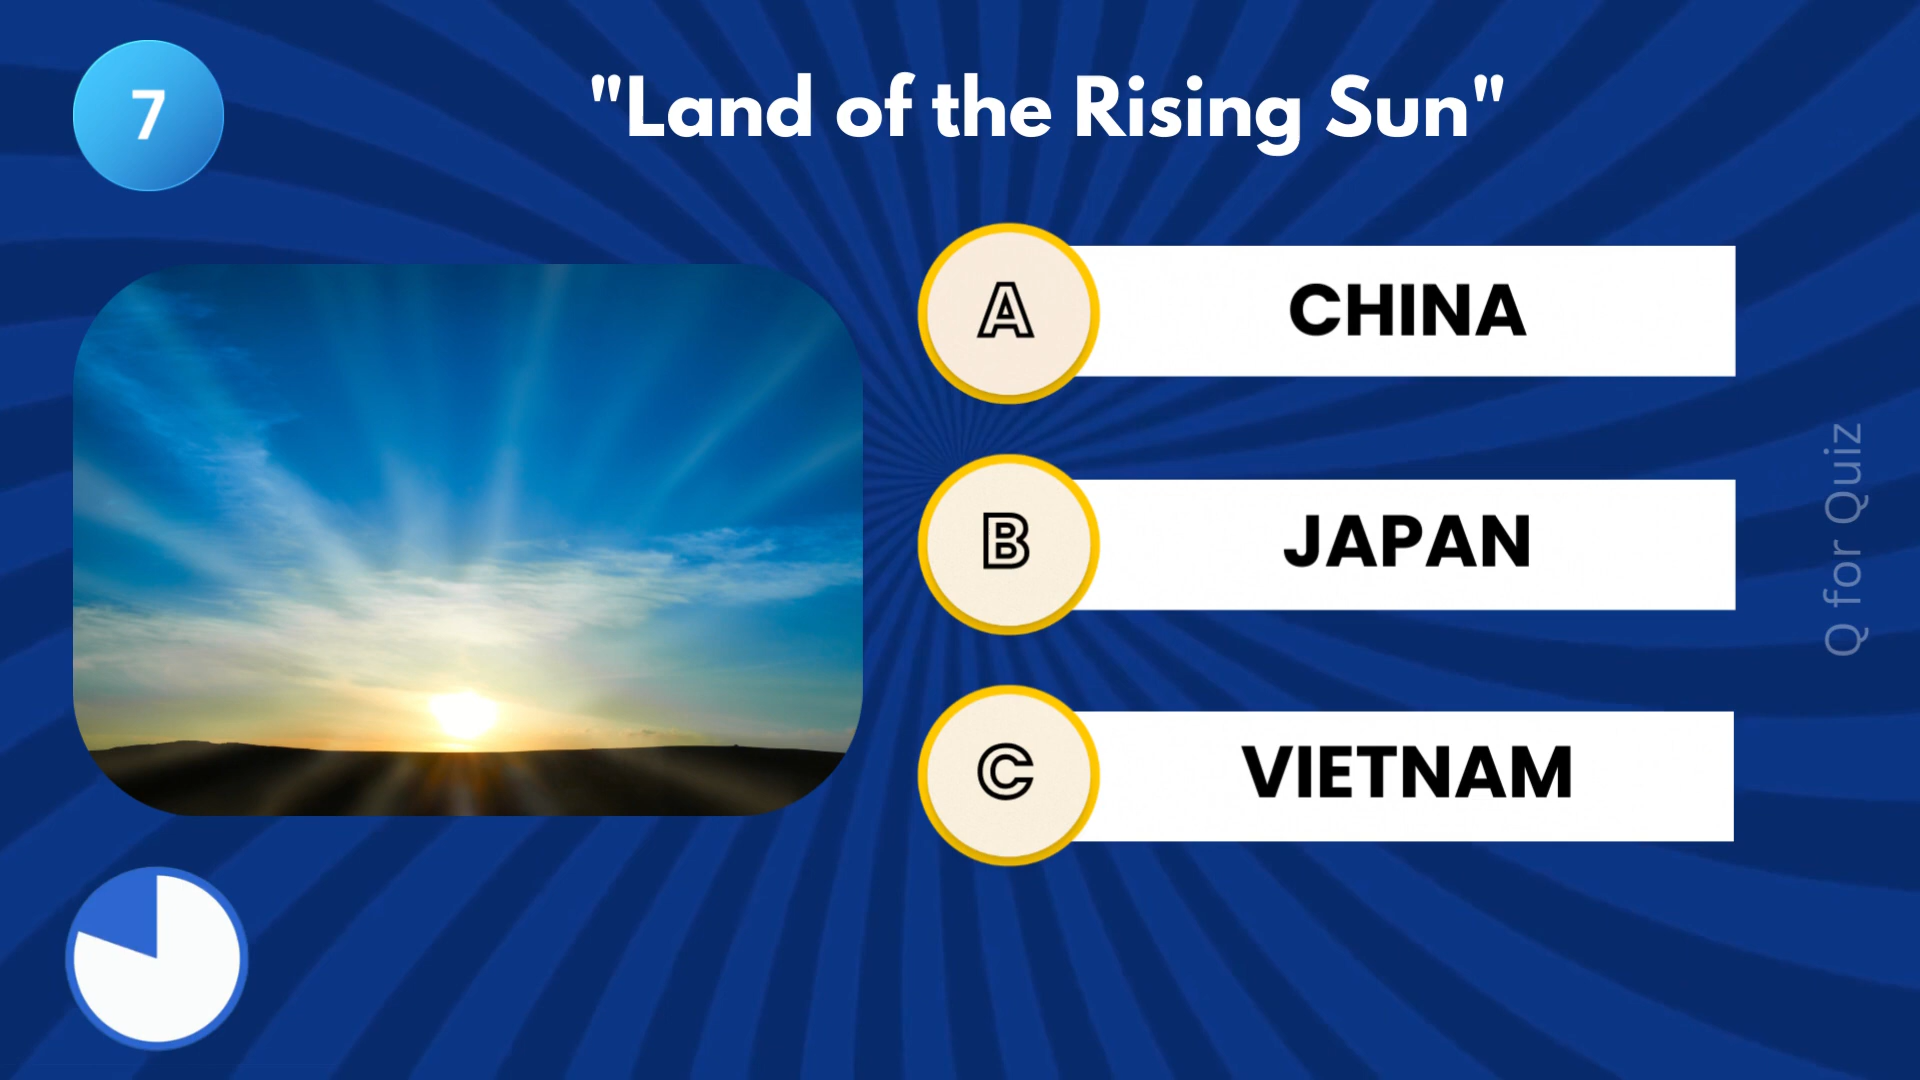 7
"Land of the Rising Sun"
A
CHINA
B
JAPAN
C
VIETNAM
Q for Quiz